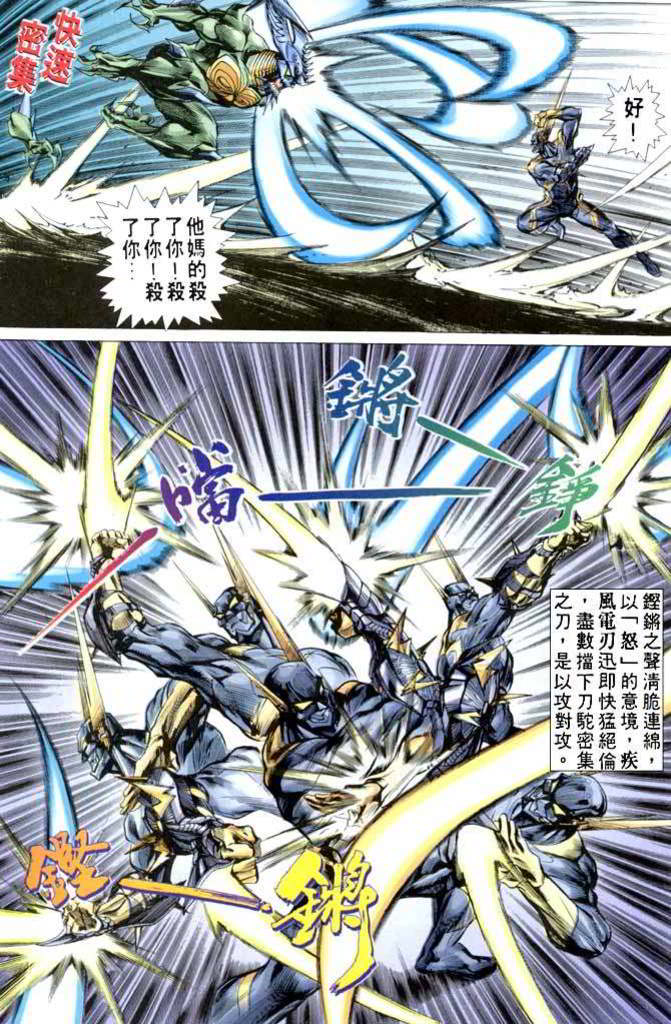 好！
快速
密集
他媽的殺
了你！殺
了你！殺
了你…
鏘
噹
錚
鏗鏘之聲清脆連綿，
以「怒」的意境，疾
風電刃迅即快猛絕倫
，盡數擋下刀駝密集
之刀，是以攻對攻。
鏗
鏘